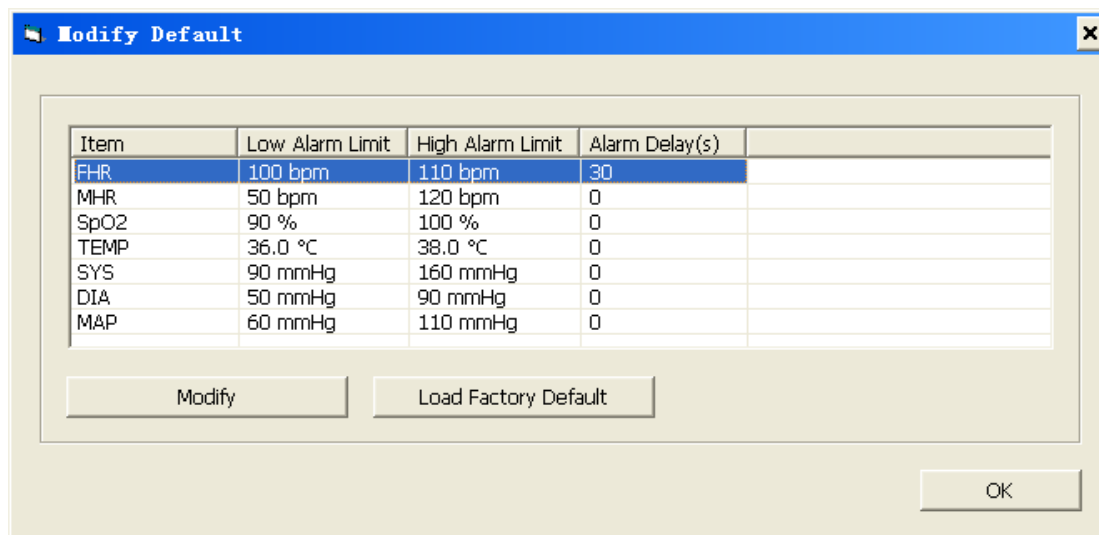 Modify Default
Item Low Alarm Limit High Alarm Limit Alarm Delay(s)
FHR 100 bpm 110 bpm 30
MHR 50 bpm 120 bpm 0
SpO2 90 % 100 % 0
TEMP 36.0 °C 38.0 °C 0
SYS 90 mmHg 160 mmHg 0
DIA 50 mmHg 90 mmHg 0
MAP 60 mmHg 110 mmHg 0
Modify Load Factory Default
OK